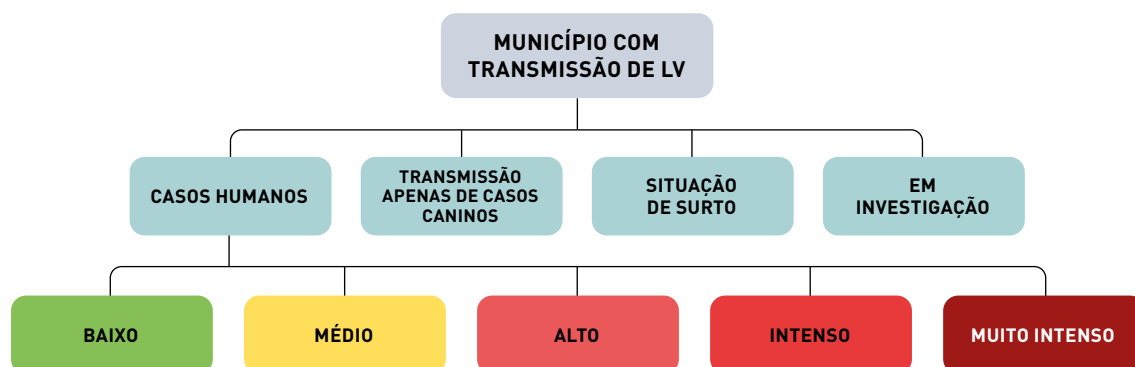 MUNICÍPIO COM
TRANSMISSÃO DE LV
CASOS HUMANOS
TRANSMISSÃO
APENAS DE CASOS
CANINOS
SITUAÇÃO
DE SURTO
EM
INVESTIGAÇÃO
BAIXO
MÉDIO
ALTO
INTENSO
MUITO INTENSO